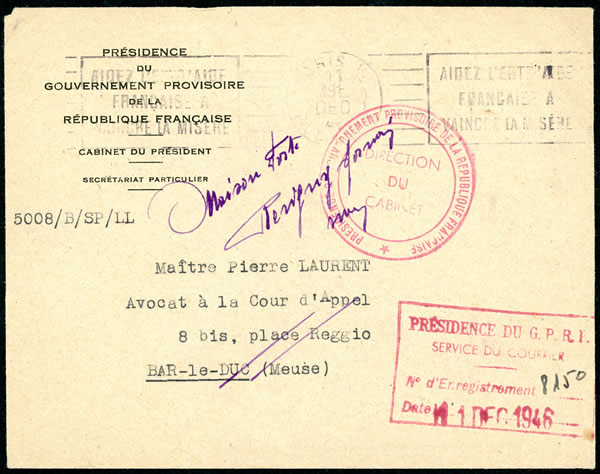 PRÉSIDENCE
DU
GOUVERNEMENT PROVISOIRE
DE LA
RÉPUBLIQUE FRANÇAISE
CABINET DU PRÉSIDENT
SECRÉTARIAT PARTICULIER
5008/B/SP/LL
AIDEZ L'ENTR'AIDE
FRANÇAISE A
VAINCRE LA MISÈRE
DEC
AIDEZ L'ENTR'AIDE
FRANÇAISE A
VAINCRE LA MISÈRE
Maison
PRÉSIDENCE DU GOUVERNEMENT PROVISOIRE DE LA RÉPUBLIQUE FRANÇAISE
DIRECTION
DU
CABINET
Maître Pierre LAURENT
Avocat à la Cour d'Appel
8 bis, place Reggio
BAR-le-DUC (Meuse)
PRÉSIDENCE DU G. P. R. F.
SERVICE DU COURRIER
N° d'Enregistrement 8150
Date 11 DEC 1946